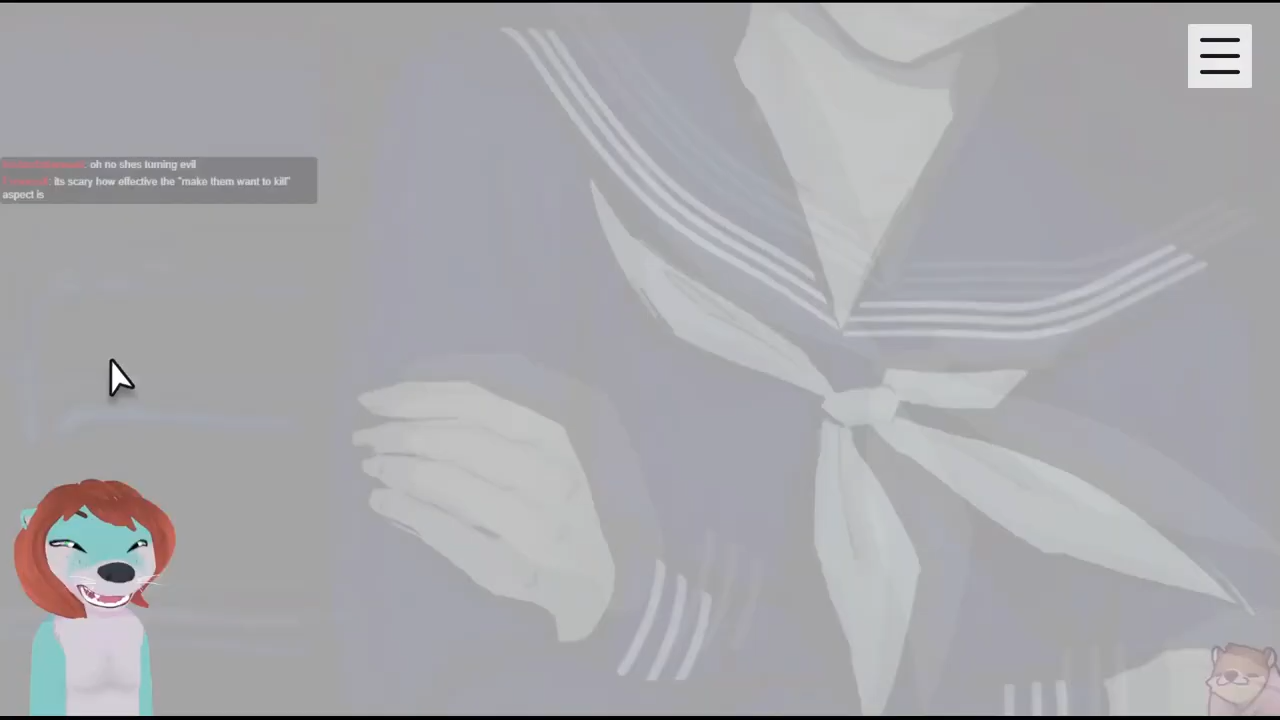 : oh no shes turning evil
: its scary how effective the "make them want to kill"
aspect is